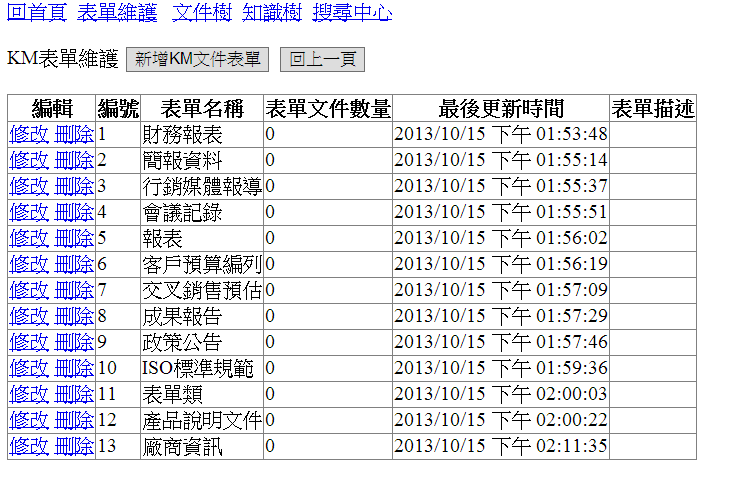 回首頁 表單維護 文件樹 知識樹 搜尋中心
KM表單維護 新增KM文件表單 回上一頁
編輯 編號 表單名稱 表單文件數量 最後更新時間 表單描述
修改 刪除 1 財務報表 0 2013/10/15 下午 01:53:48
修改 刪除 2 簡報資料 0 2013/10/15 下午 01:55:14
修改 刪除 3 行銷媒體報導 0 2013/10/15 下午 01:55:37
修改 刪除 4 會議記錄 0 2013/10/15 下午 01:55:51
修改 刪除 5 報表 0 2013/10/15 下午 01:56:02
修改 刪除 6 客戶預算編列 0 2013/10/15 下午 01:56:19
修改 刪除 7 交叉銷售預估 0 2013/10/15 下午 01:57:09
修改 刪除 8 成果報告 0 2013/10/15 下午 01:57:29
修改 刪除 9 政策公告 0 2013/10/15 下午 01:57:46
修改 刪除 10 ISO標準規範 0 2013/10/15 下午 01:59:36
修改 刪除 11 表單類 0 2013/10/15 下午 02:00:03
修改 刪除 12 產品說明文件 0 2013/10/15 下午 02:00:22
修改 刪除 13 廠商資訊 0 2013/10/15 下午 02:11:35